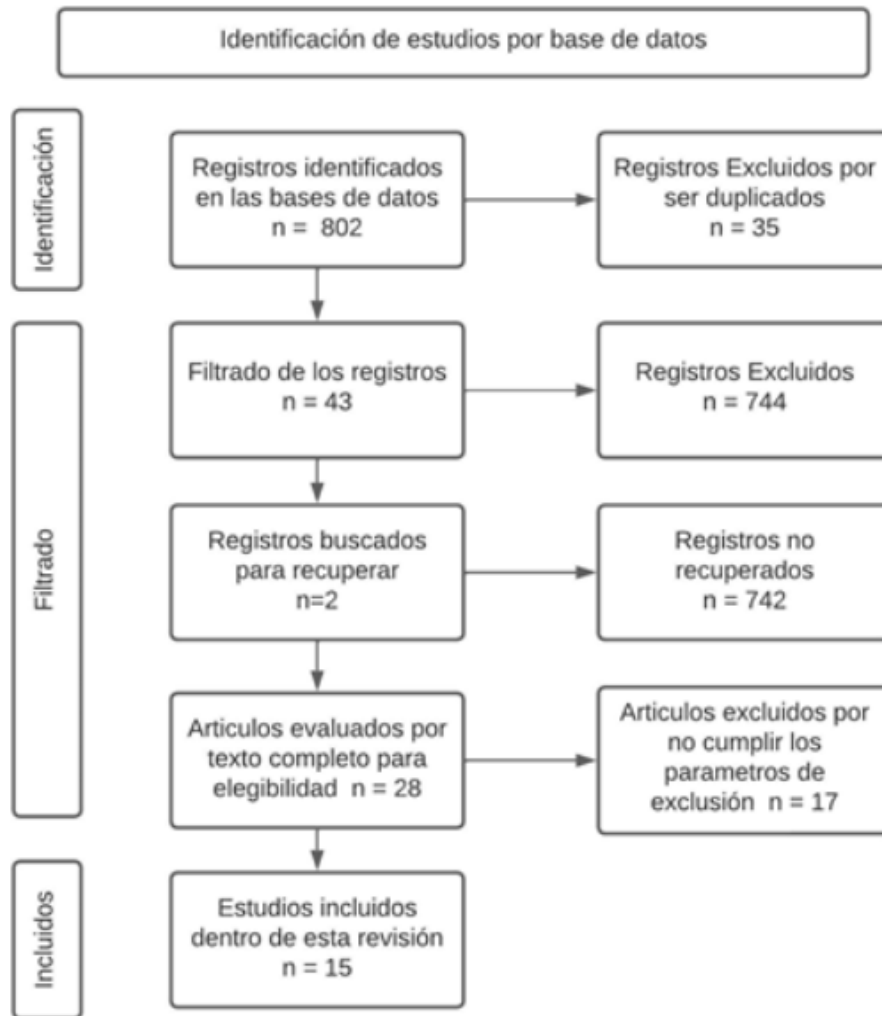 Identificación de estudios por base de datos
Identificación
Registros identificados
en las bases de datos
n = 802
Registros Excluidos por
ser duplicados
n = 35
Filtrado
Filtrado de los registros
n = 43
Registros Excluidos
n = 744
Registros buscados
para recuperar
n=2
Registros no
recuperados
n = 742
Articulos evaluados por
texto completo para
elegibilidad n = 28
Articulos excluidos por
no cumplir los
parametros de
exclusión n = 17
Incluidos
Estudios incluidos
dentro de esta revisión
n = 15